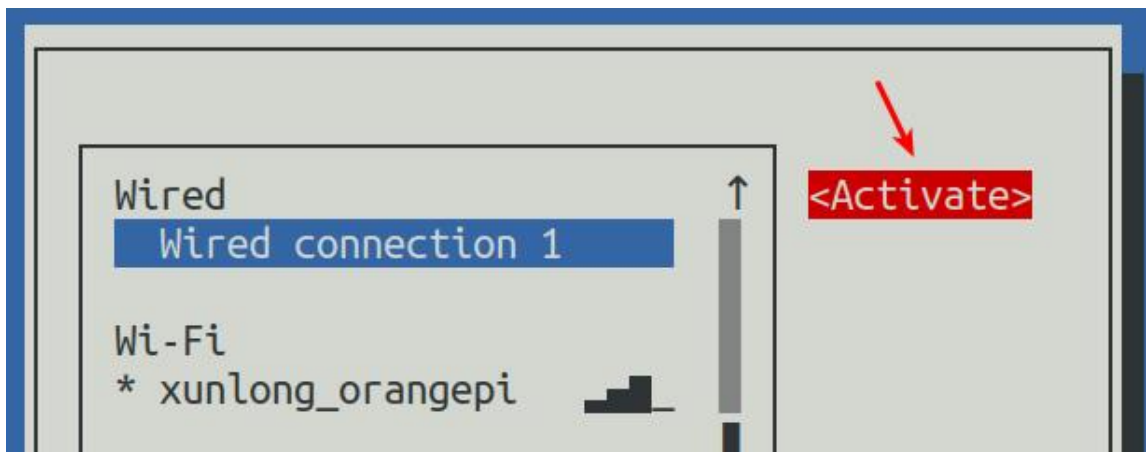 Wired
<Activate>
Wired connection 1
Wi-Fi
* xunlong_orangepi